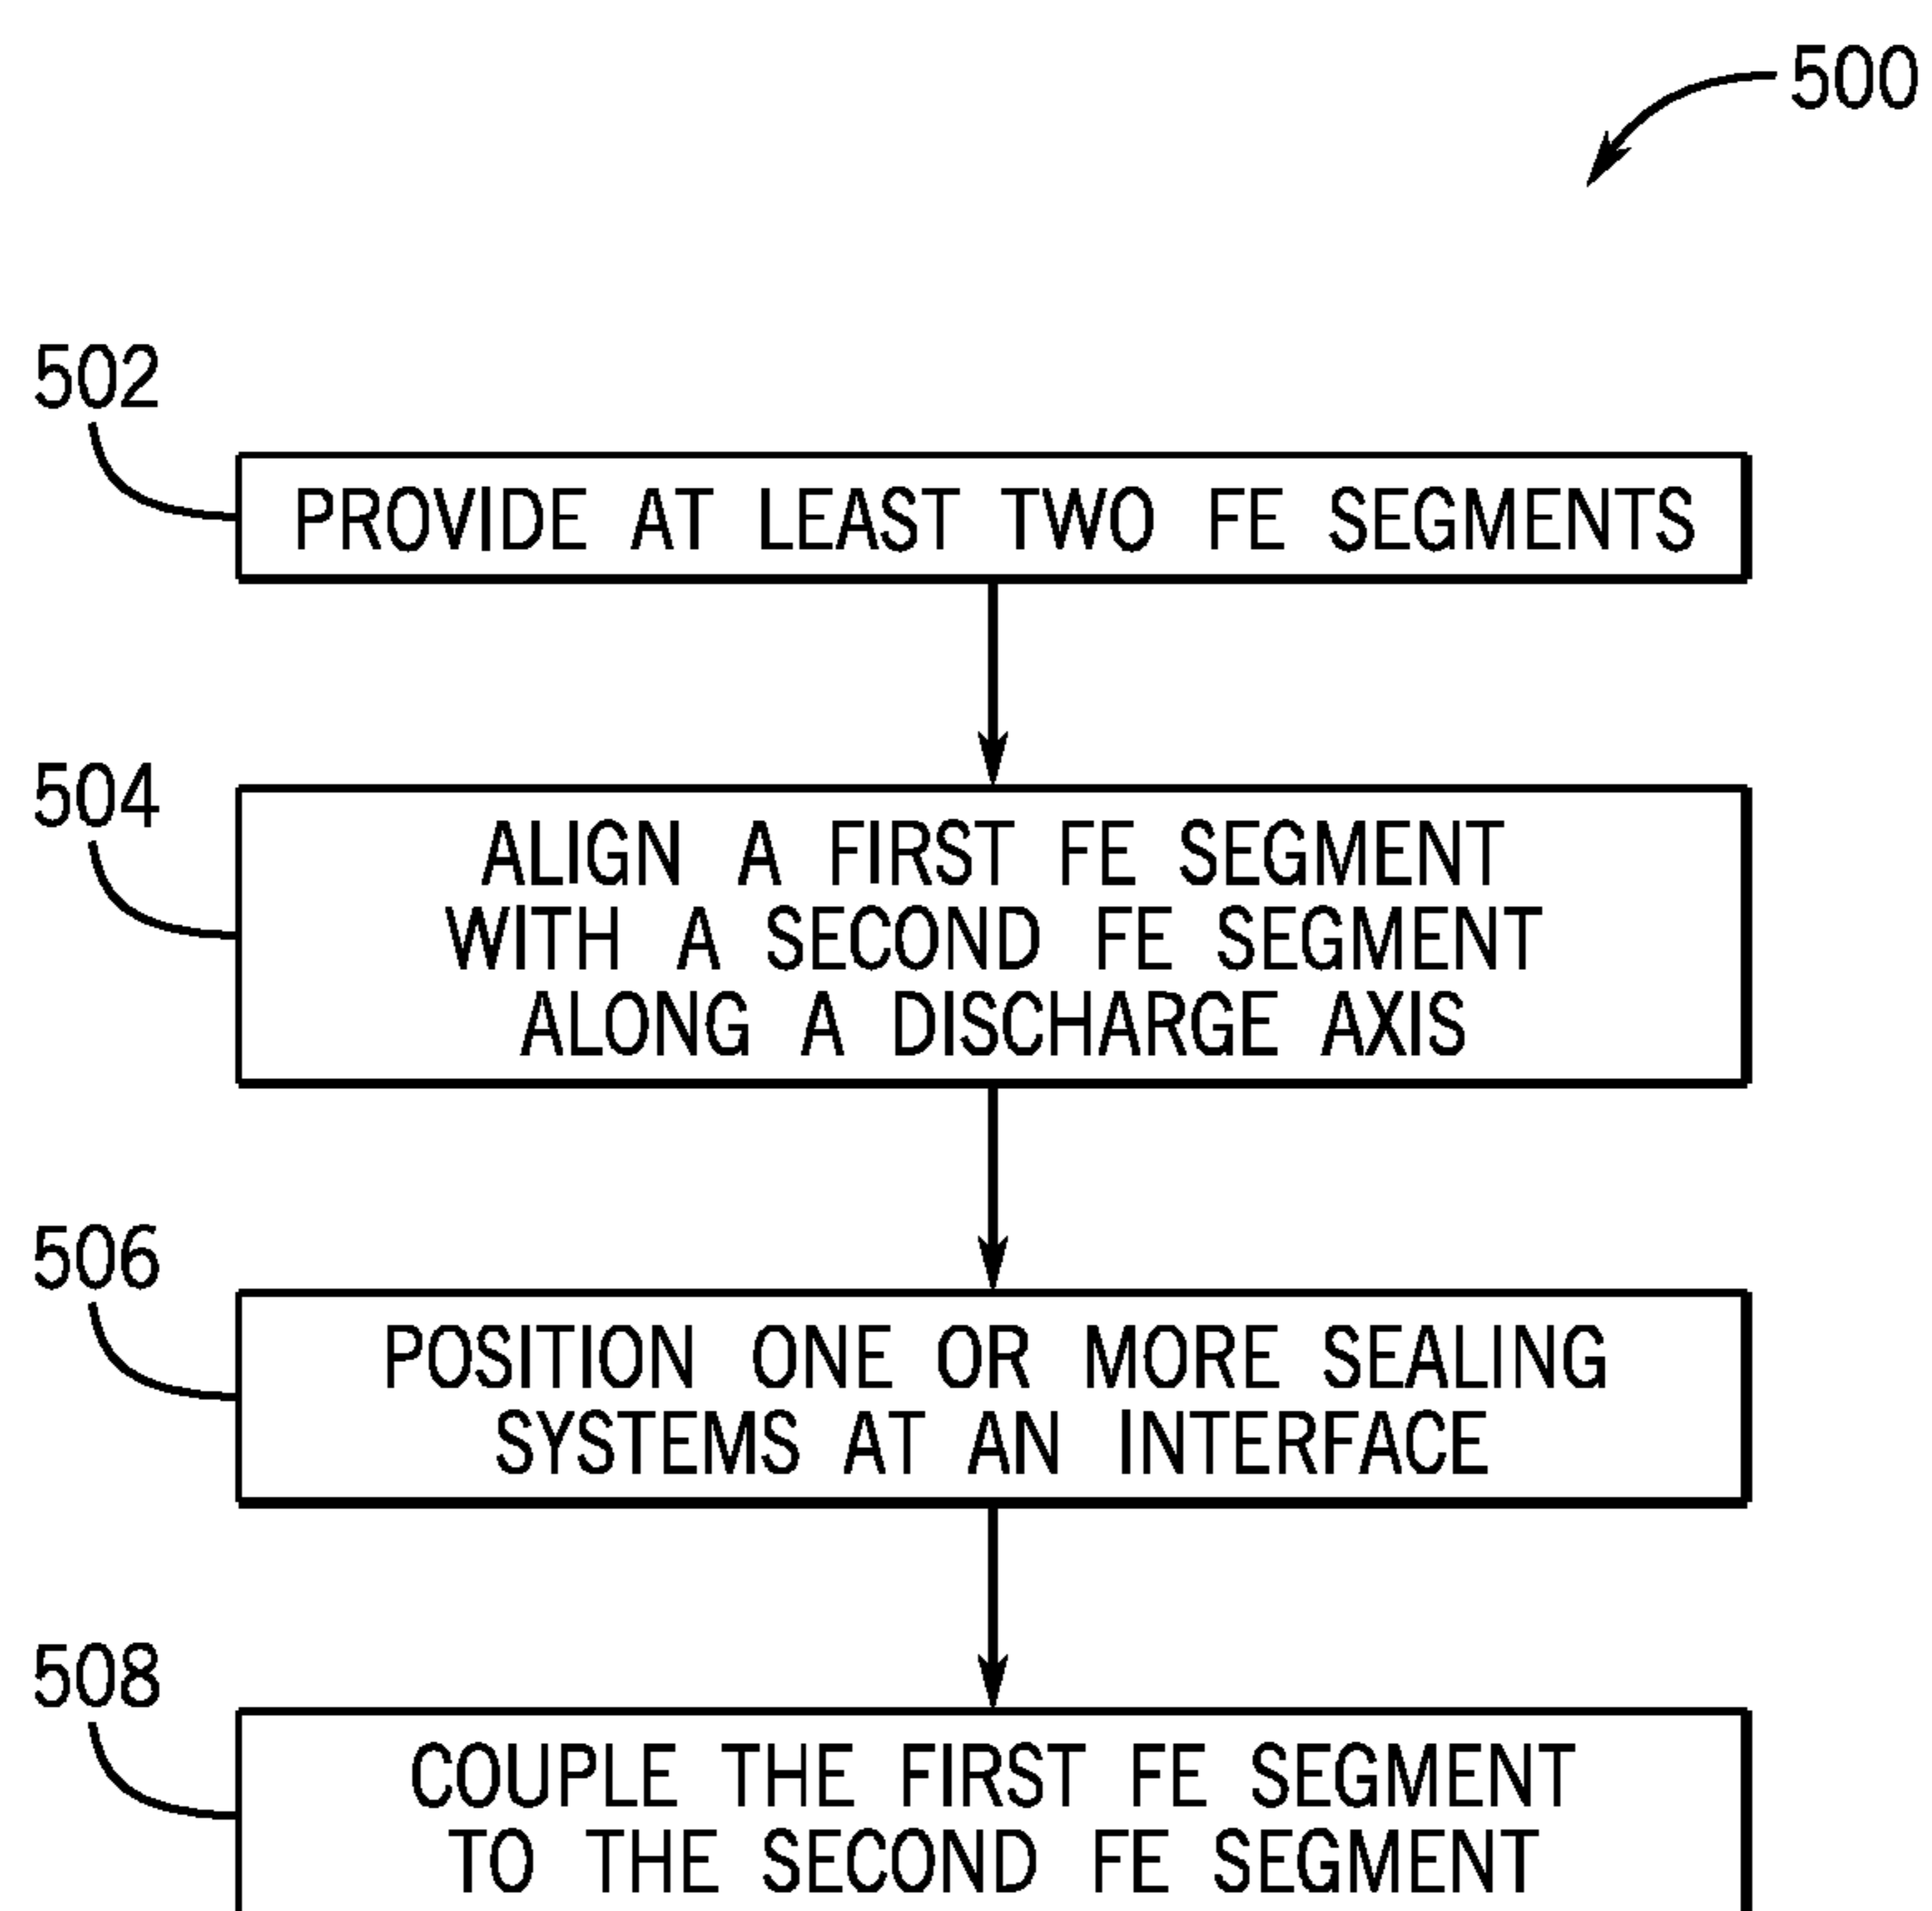 500
502
PROVIDE AT LEAST TWO FE SEGMENTS
504
ALIGN A FIRST FE SEGMENT
WITH A SECOND FE SEGMENT
ALONG A DISCHARGE AXIS
506
POSITION ONE OR MORE SEALING
SYSTEMS AT AN INTERFACE
508
COUPLE THE FIRST FE SEGMENT
TO THE SECOND FE SEGMENT